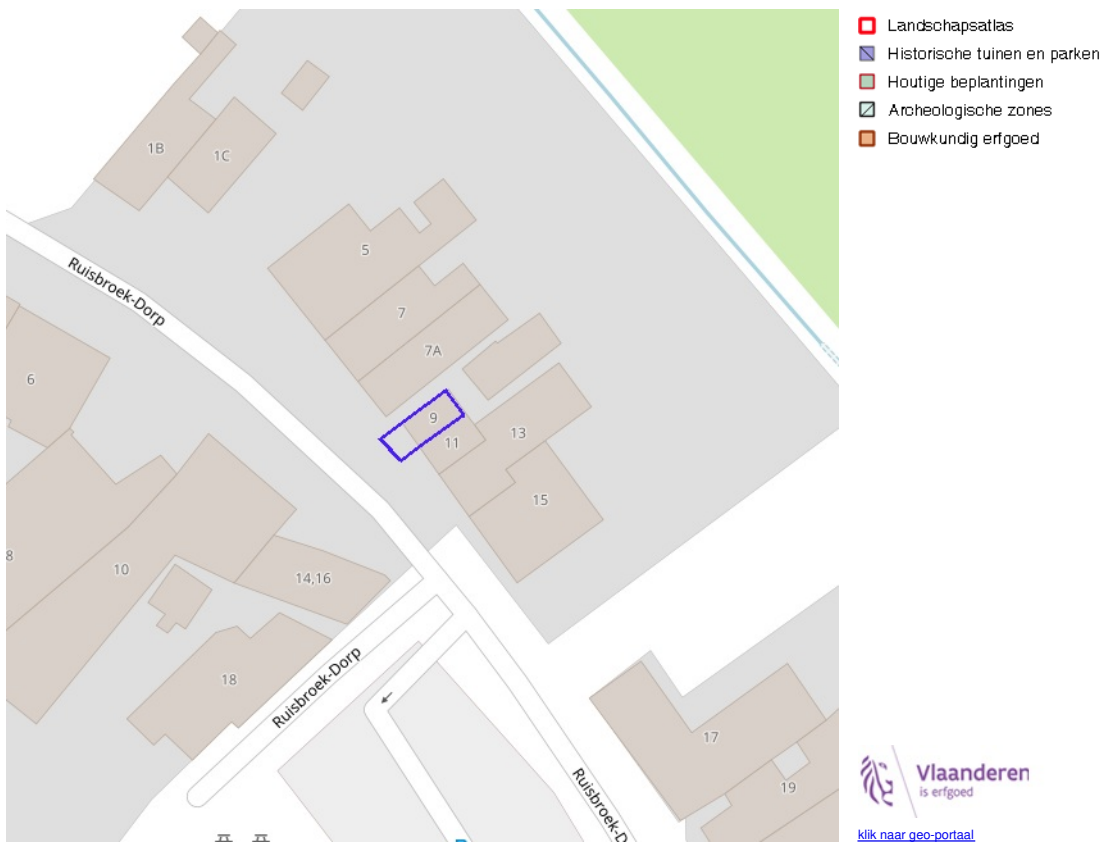 Landschapsatlas
Historische tuinen en parken
Houtige beplantingen
Archeologische zones
Bouwkundig erfgoed
1B
1C
5
Ruisbroek-Dorp
7
7A
6
9
11
13
15
8
10
14,16
18
Ruisbroek-Dorp
17
19
Ruisbroek-D
Vlaanderen
is erfgoed
klik naar geo-portaal